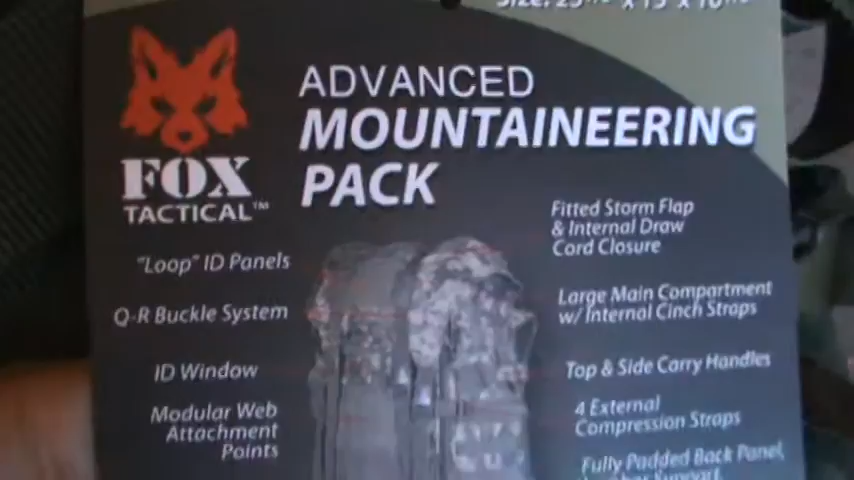 FOX
TACTICAL™
ADVANCED
MOUNTAINEERING
PACK
"Loop" ID Panels
Q-R Buckle System
ID Window
Modular Web
Attachment
Points
Fitted Storm Flap
& Internal Draw
Cord Closure
Large Main Compartment
w/ Internal Cinch Straps
Top & Side Carry Handles
4 External
Compression Straps
Fully Padded Back Panel,